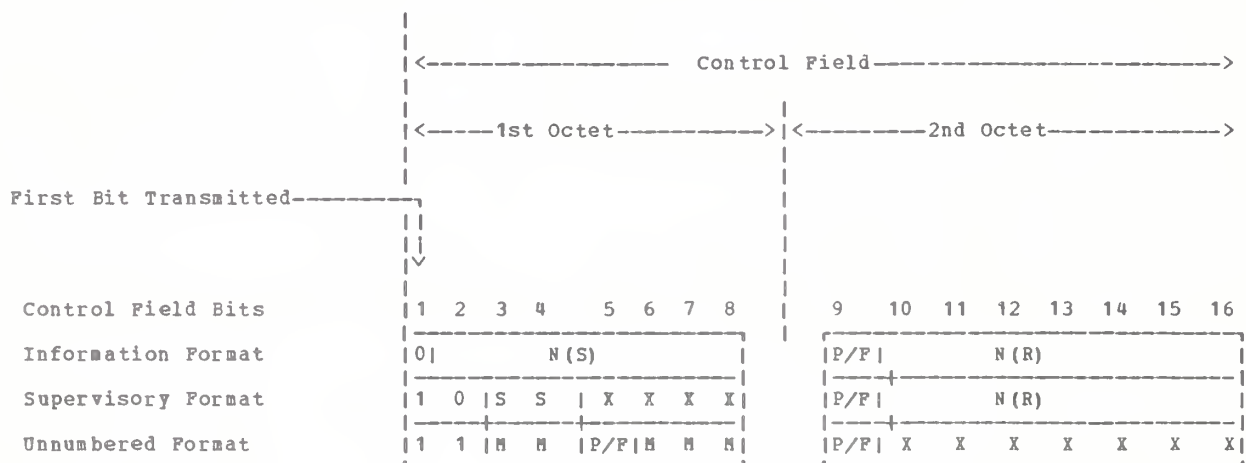 <----------------- Control Field----------------------->
<-----1st Octet----------->|<--------2nd Octet------------->
First Bit Transmitted---------
Control Field Bits 1 2 3 4 5 6 7 8 9 10 11 12 13 14 15 16
Information Format |0| N(S) | |P/F| N(R) |
Supervisory Format |1 0 |S S | X X X X| |P/F| N(R) |
Unnumbered Format |1 1 |M M |P/F|M M M| |P/F| X X X X X X X|